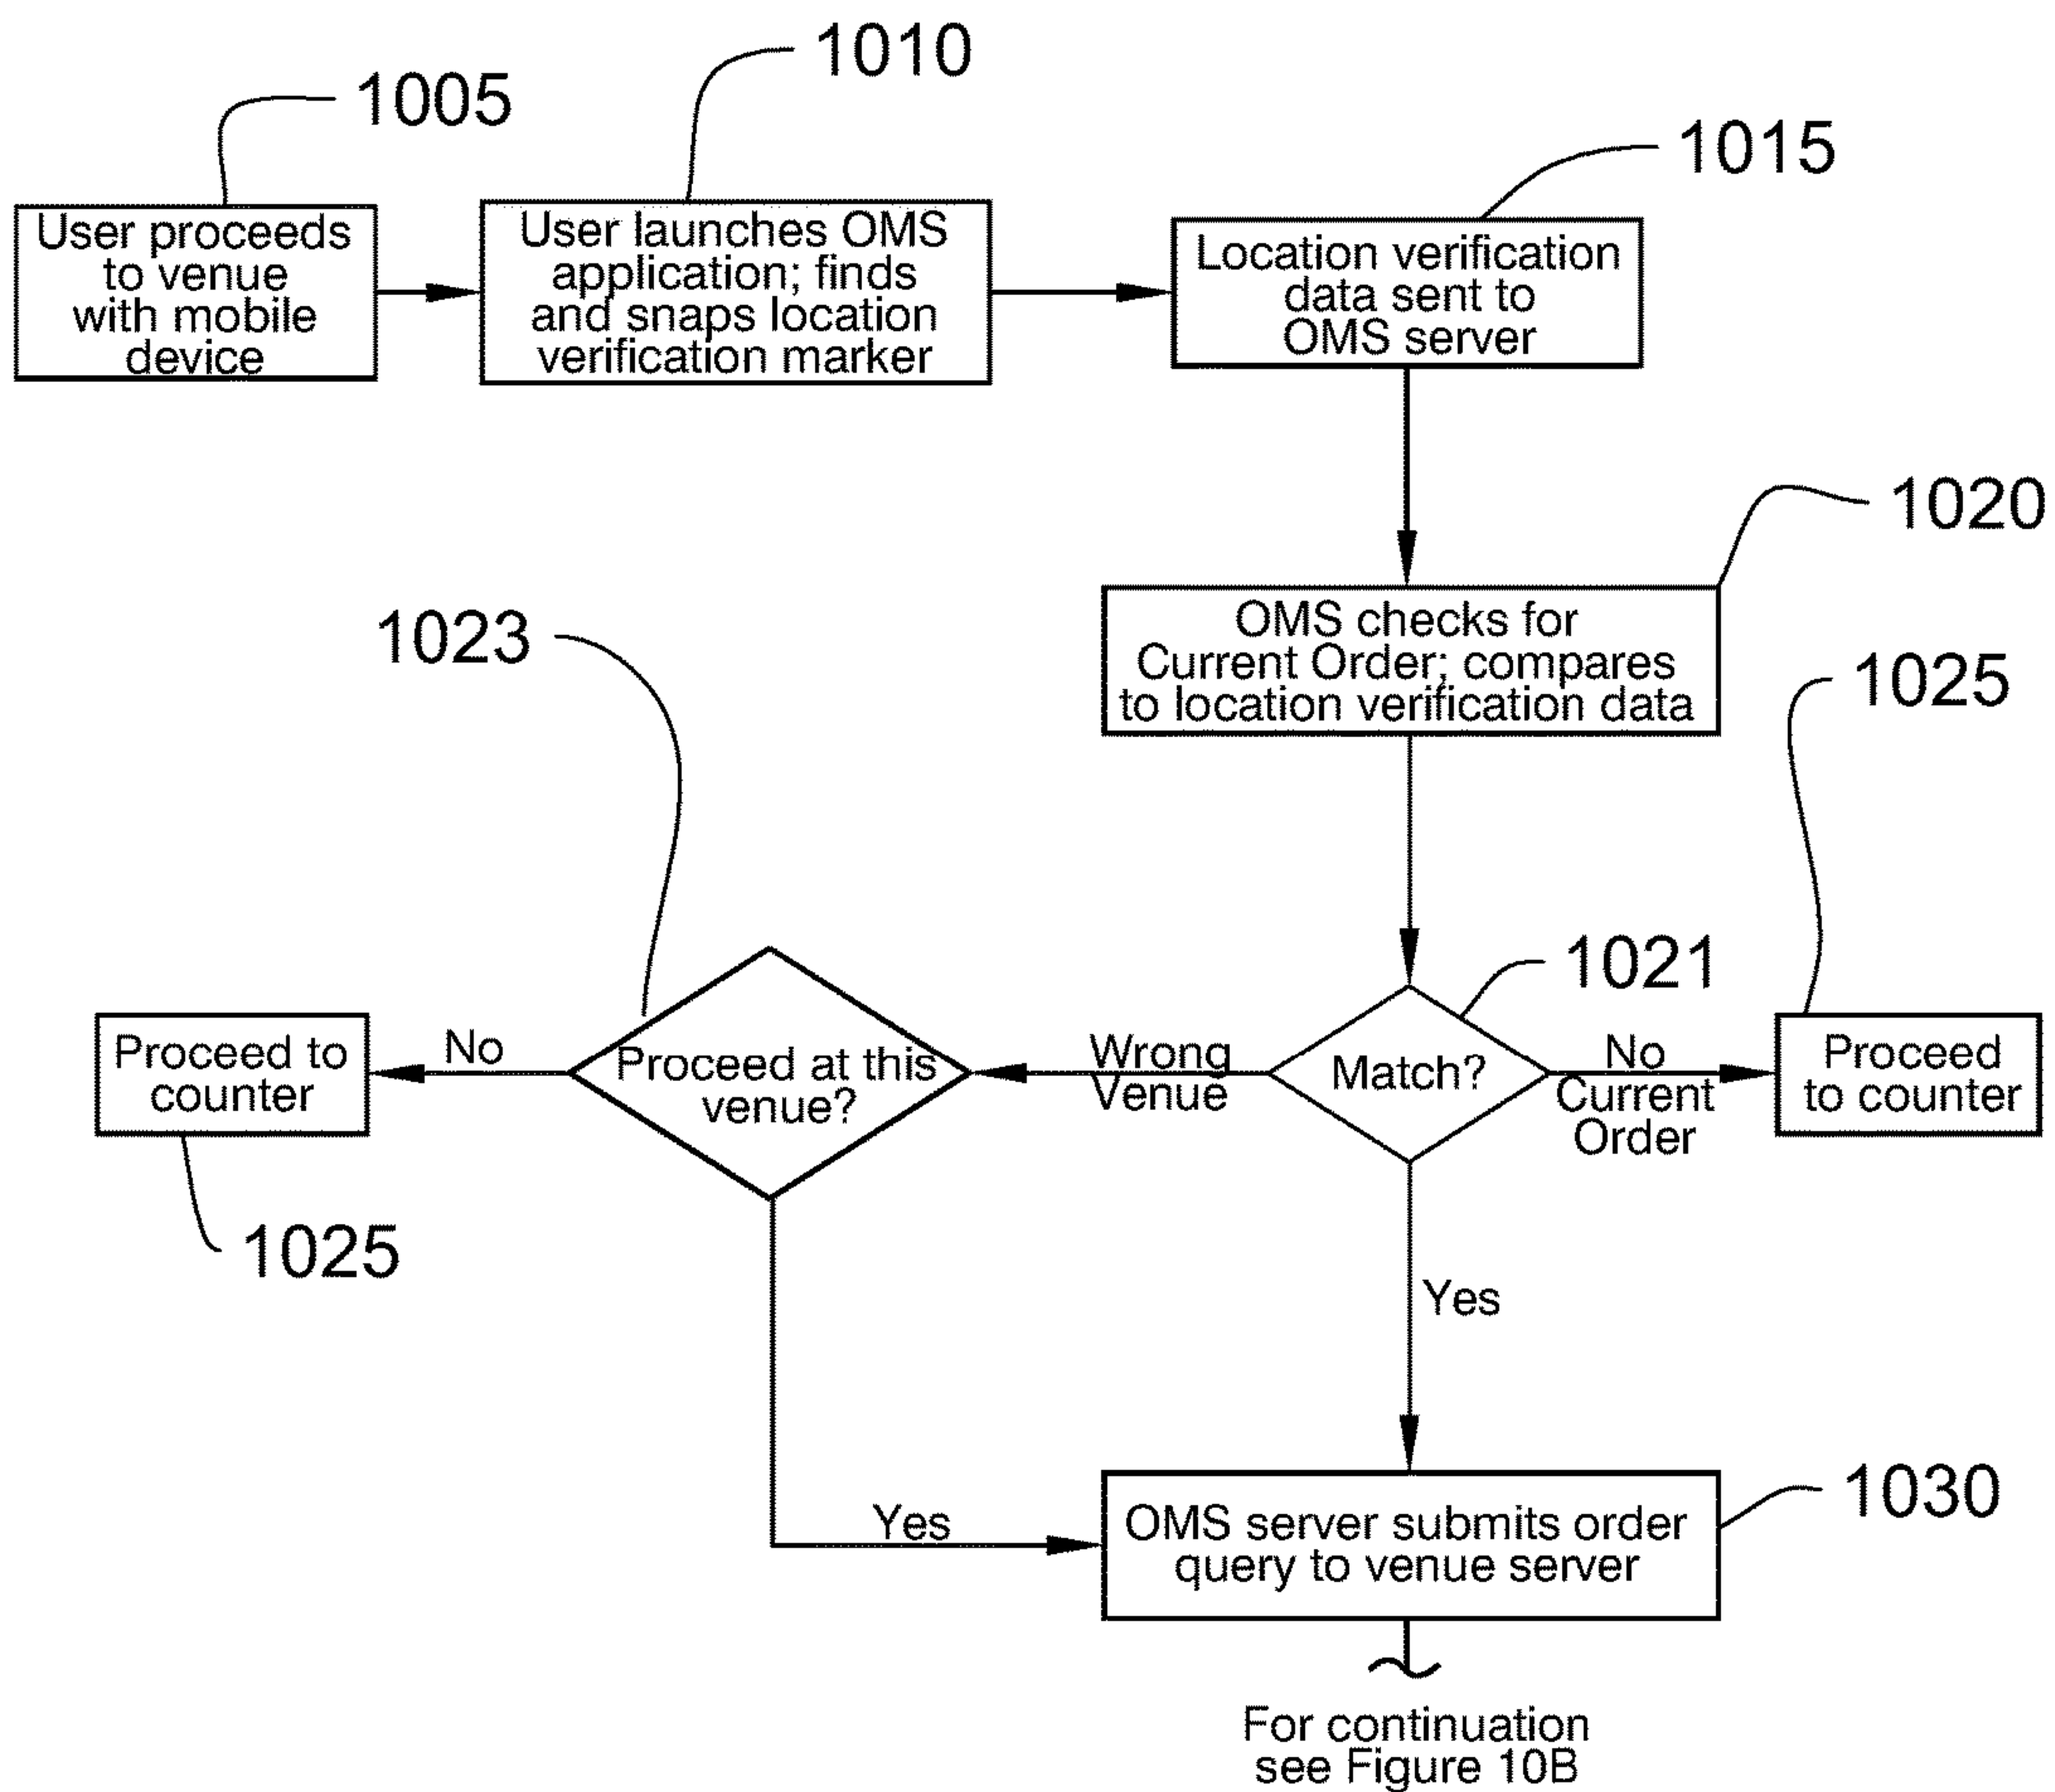 1005
1010
1015
User proceeds
to venue
with mobile
device
User launches OMS
application; finds
and snaps location
verification marker
Location verification
data sent to
OMS server
1020
OMS checks for
Current Order; compares
to location verification data
1023
1025
1021
Proceed to
counter
No
Proceed at this
venue?
Wrong
Venue
Match?
No
Current
Order
Proceed
to counter
1025
Yes
Yes
OMS server submits order
query to venue server
1030
For continuation
see Figure 10B